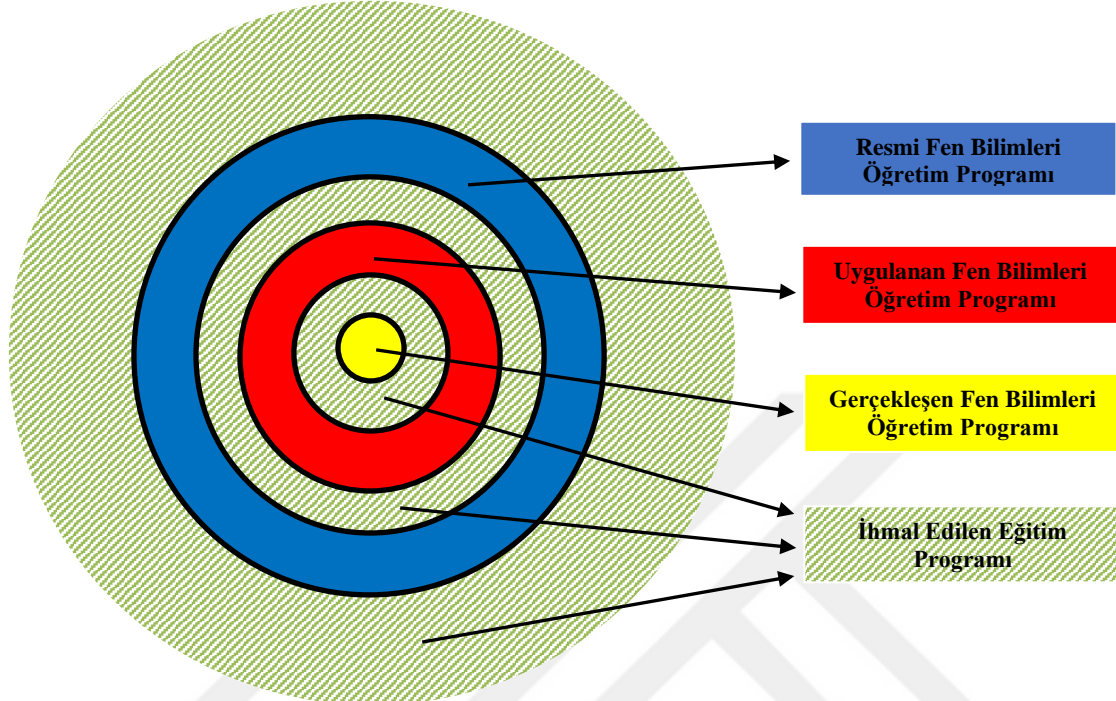 Resmi Fen Bilimleri
Öğretim Programı
Uygulanan Fen Bilimleri
Öğretim Programı
Gerçekleşen Fen Bilimleri
Öğretim Programı
İhmal Edilen Eğitim
Programı